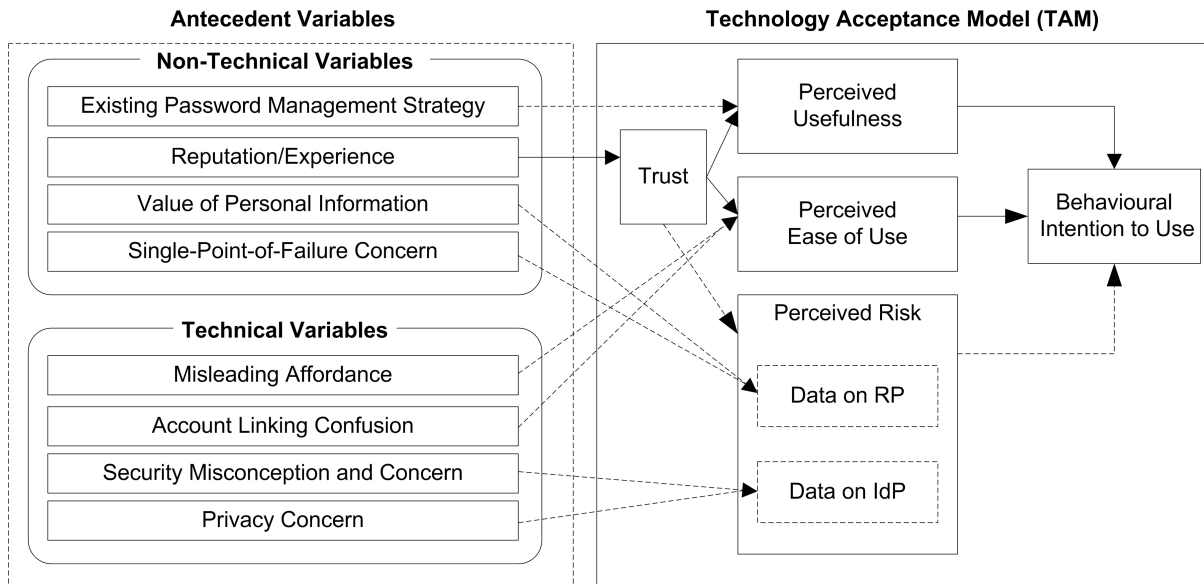 Antecedent Variables
Non-Technical Variables
Existing Password Management Strategy
Reputation/Experience
Value of Personal Information
Single-Point-of-Failure Concern
Technical Variables
Misleading Affordance
Account Linking Confusion
Security Misconception and Concern
Privacy Concern
Technology Acceptance Model (TAM)
Trust
Perceived
Usefulness
Perceived
Ease of Use
Perceived Risk
Data on RP
Data on IdP
Behavioural
Intention to Use